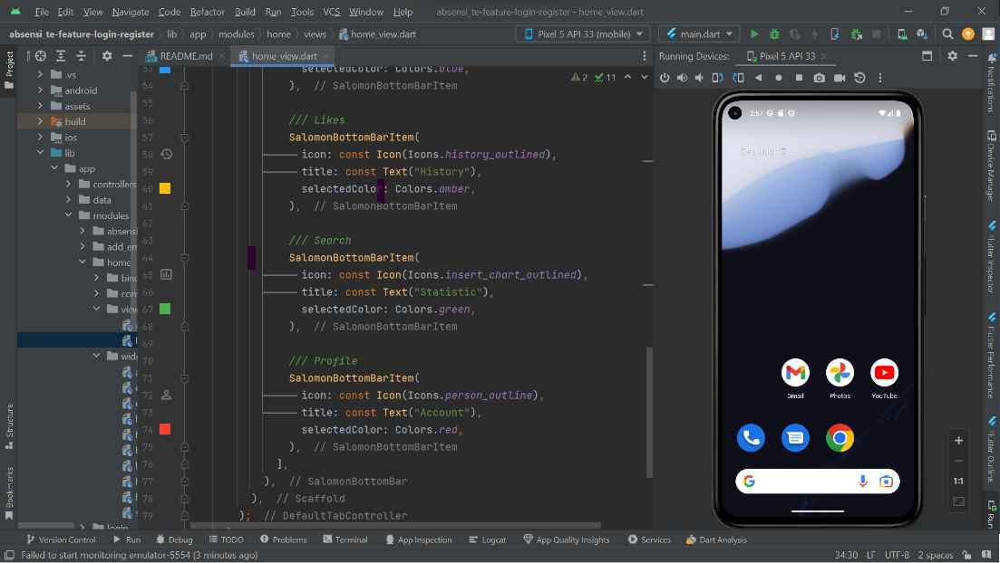 File Edit View Navigate Code Refactor Build Run Tools VCS Window Help absensi_te-feature-login-register - home_view.dart
absensi_te-feature-login-register lib app modules home views home_view.dart Pixel 5 API 33 (mobile) main.dart
Project
README.md home_view.dart
Running Devices: Pixel 5 API 33
Notifications
Device Manager
Flutter Inspector
Flutter Performance
Flutter Outline
Run
Structure
Bookmarks
.vs
android
assets
build
ios
lib
app
controllers
data
modules
absensi
add_en
home
bin
con
view
widg
login
2 11
53 selectedColor: Colors.blue,
54 ), // SalomonBottomBarItem
55
56 /// Likes
57 SalomonBottomBarItem(
58 icon: const Icon(Icons.history_outlined),
59 title: const Text("History"),
60 selectedColor: Colors.amber,
61 ), // SalomonBottomBarItem
62
63 /// Search
64 SalomonBottomBarItem(
65 icon: const Icon(Icons.insert_chart_outlined),
66 title: const Text("Statistic"),
67 selectedColor: Colors.green,
68 ), // SalomonBottomBarItem
69
70 /// Profile
71 SalomonBottomBarItem(
72 icon: const Icon(Icons.person_outline),
73 title: const Text("Account"),
74 selectedColor: Colors.red,
75 ), // SalomonBottomBarItem
76 ],
77 ), // SalomonBottomBar
78 ), // Scaffold
79 ); // DefaultTabController
2:57
Sat, Jun 17
Gmail Photos YouTube
1:1
Version Control Run Debug TODO Problems Terminal App Inspection Logcat App Quality Insights Services Dart Analysis
Failed to start monitoring emulator-5554 (3 minutes ago) 34:30 LF UTF-8 2 spaces